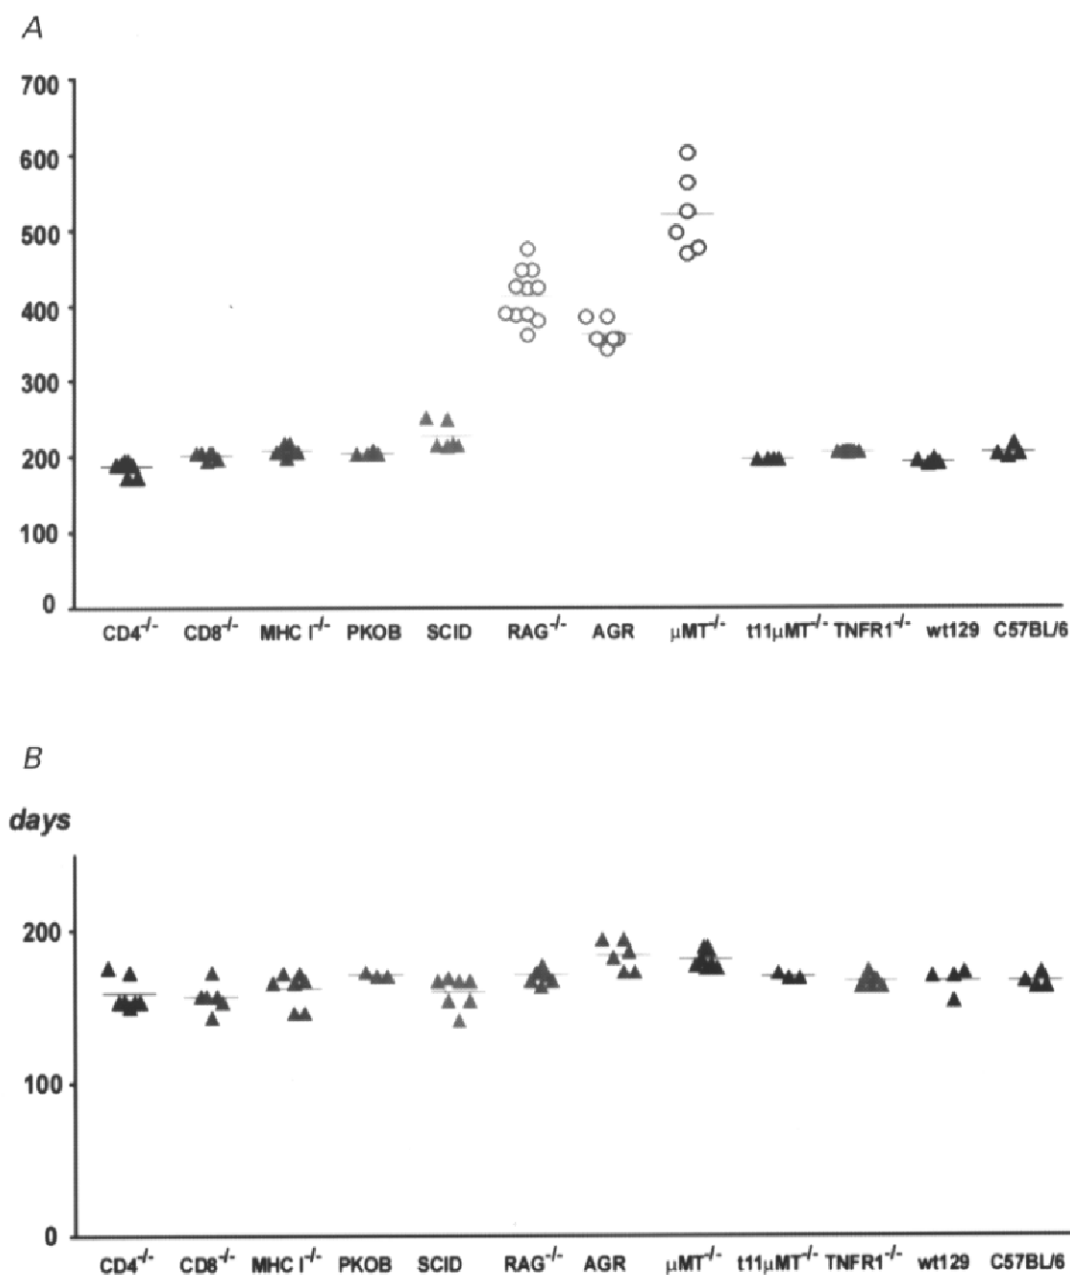 A
700
600
500
400
300
200
100
0
CD4-/- CD8-/- MHC I-/- PKOB SCID RAG-/- AGR μMT-/- t11μMT-/- TNFR1-/- wt129 C57BL/6
B
days
200
100
0
CD4-/- CD8-/- MHC I-/- PKOB SCID RAG-/- AGR μMT-/- t11μMT-/- TNFR1-/- wt129 C57BL/6